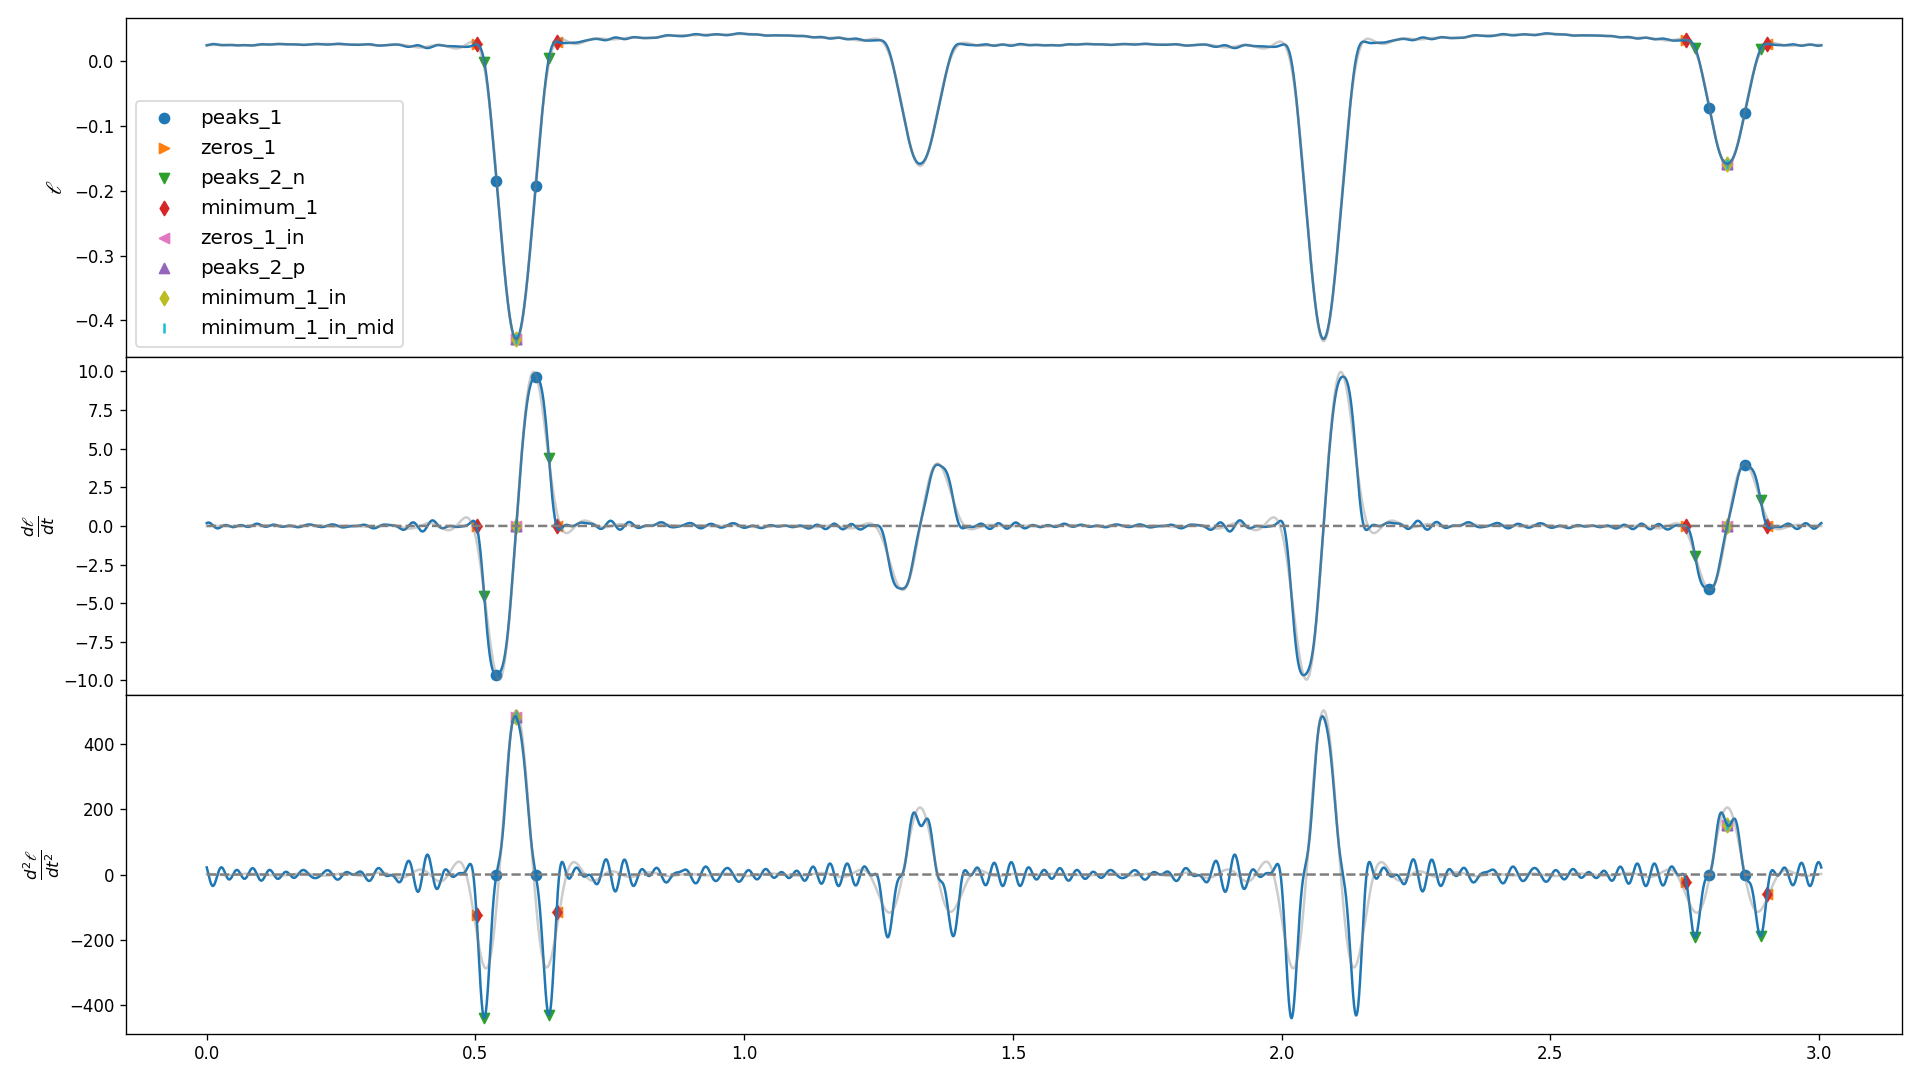 0.0
−0.1
−0.2
−0.3
−0.4
ℓ
peaks_1
zeros_1
peaks_2_n
minimum_1
zeros_1_in
peaks_2_p
minimum_1_in
minimum_1_in_mid
10.0
7.5
5.0
2.5
0.0
−2.5
−5.0
−7.5
−10.0
dℓ
dt
400
200
0
−200
−400
d²ℓ
dt²
0.0 0.5 1.0 1.5 2.0 2.5 3.0